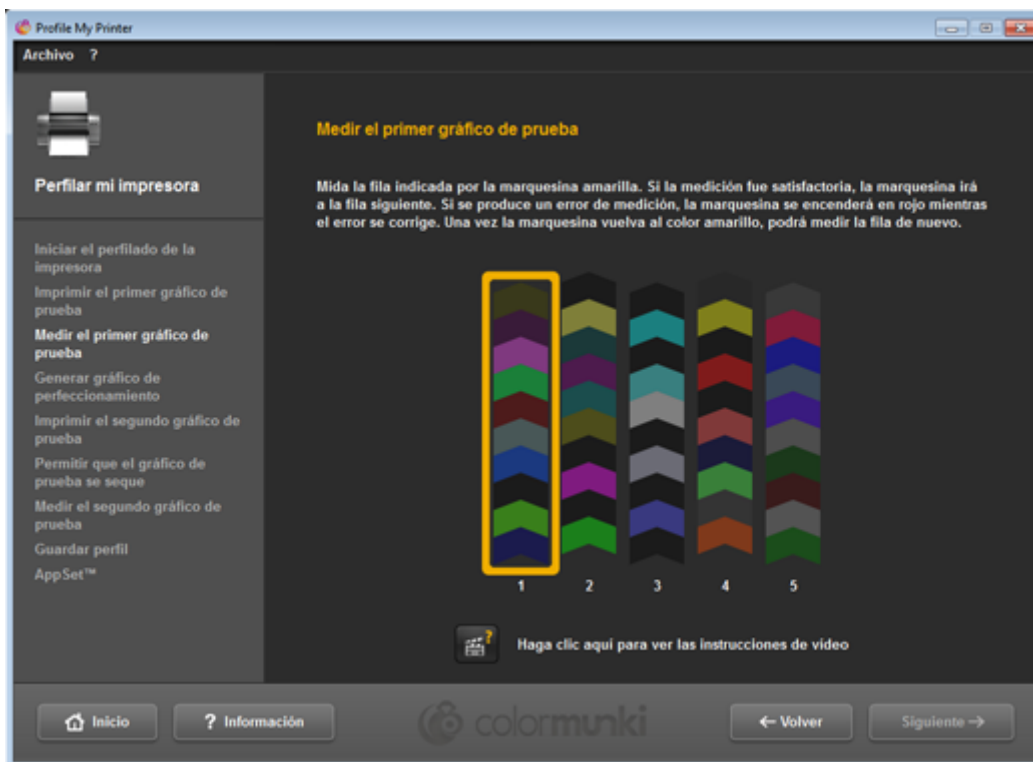 Profile My Printer
Archivo ?
Perfilar mi impresora
Iniciar el perfilado de la
impresora
Imprimir el primer gráfico de
prueba
Medir el primer gráfico de
prueba
Generar gráfico de
perfeccionamiento
Imprimir el segundo gráfico de
prueba
Permitir que el gráfico de
prueba se seque
Medir el segundo gráfico de
prueba
Guardar perfil
AppSet™
Medir el primer gráfico de prueba
Mida la fila indicada por la marquesina amarilla. Si la medición fue satisfactoria, la marquesina irá
a la fila siguiente. Si se produce un error de medición, la marquesina se encenderá en rojo mientras
el error se corrige. Una vez la marquesina vuelva al color amarillo, podrá medir la fila de nuevo.
1 2 3 4 5
? Haga clic aquí para ver las instrucciones de vídeo
Inicio ? Información colormunki ← Volver Siguiente →